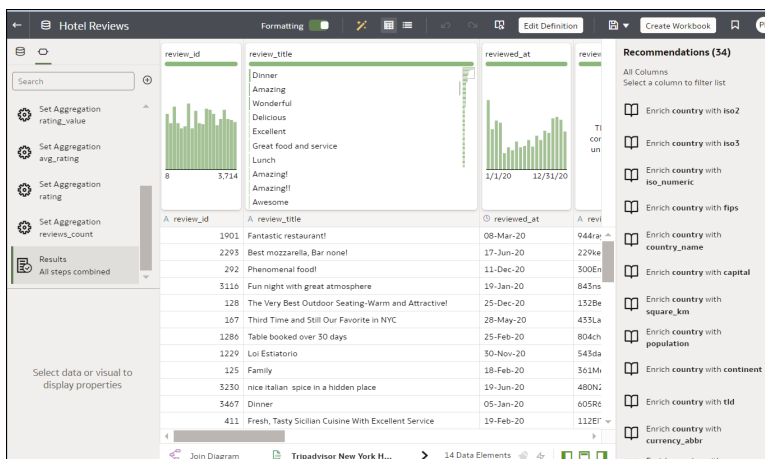 Hotel Reviews
Formatting
Edit Definition
Create Workbook
Search
Set Aggregation
rating_value
Set Aggregation
avg_rating
Set Aggregation
rating
Set Aggregation
reviews_count
Results
All steps combined
Select data or visual to
display properties
review_id
8 3,714
review_title
Dinner
Amazing
Wonderful
Delicious
Excellent
Great food and service
Lunch
Amazing!
Amazing!!
Awesome
reviewed_at
1/1/20 12/31/20
A review_id A review_title reviewed_at A
1901 Fantastic restaurant! 08-Mar-20
2293 Best mozzarella, Bar none! 17-Jun-20
292 Phenomenal food! 11-Dec-20
3116 Fun night with great atmosphere 19-Jan-20
128 The Very Best Outdoor Seating-Warm and Attractive! 25-Dec-20
167 Third Time and Still Our Favorite in NYC 28-May-20
1286 Table booked over 30 days 25-Feb-20
1229 Loi Estiatorio 30-Nov-20
125 Family 18-Feb-20
3230 nice italian spice in a hidden place 19-Jun-20
3467 Dinner 05-Jan-20
411 Fresh, Tasty Sicilian Cuisine With Excellent Service 19-Feb-20
Join Diagram Tripadvisor New York H... 14 Data Elements
Recommendations (34)
All Columns
Select a column to filter list
Enrich country with iso2
Enrich country with iso3
Enrich country with
iso_numeric
Enrich country with fips
Enrich country with
country_name
Enrich country with capital
Enrich country with
square_km
Enrich country with
population
Enrich country with continent
Enrich country with tld
Enrich country with
currency_abbr